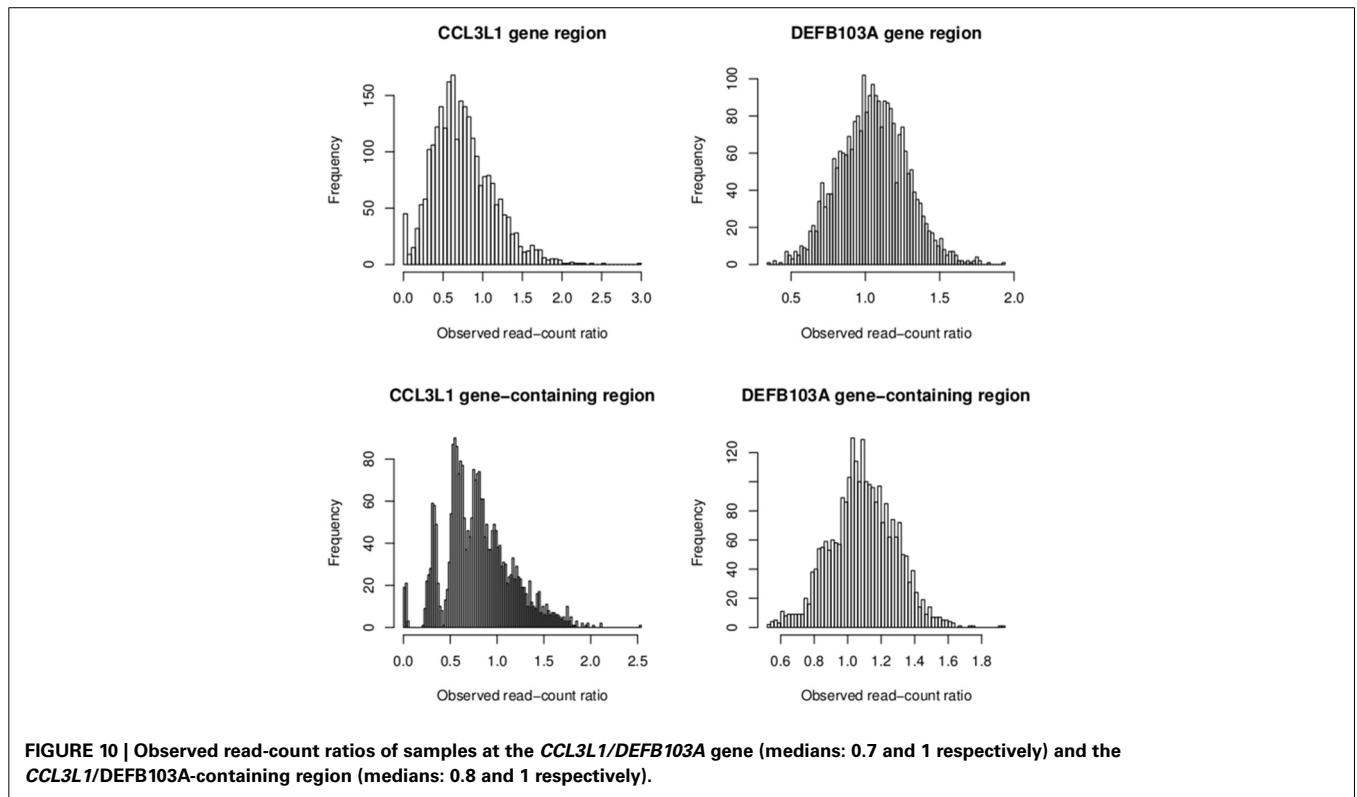 CCL3L1 gene region
Frequency
0 50 100 150
0.0 0.5 1.0 1.5 2.0 2.5 3.0
Observed read−count ratio
DEFB103A gene region
Frequency
0 20 40 60 80 100
0.5 1.0 1.5 2.0
Observed read−count ratio
CCL3L1 gene−containing region
Frequency
0 20 40 60 80
0.0 0.5 1.0 1.5 2.0 2.5
Observed read−count ratio
DEFB103A gene−containing region
Frequency
0 20 40 60 80 120
0.6 0.8 1.0 1.2 1.4 1.6 1.8
Observed read−count ratio
FIGURE 10 | Observed read-count ratios of samples at the CCL3L1/DEFB103A gene (medians: 0.7 and 1 respectively) and the
CCL3L1/DEFB103A-containing region (medians: 0.8 and 1 respectively).